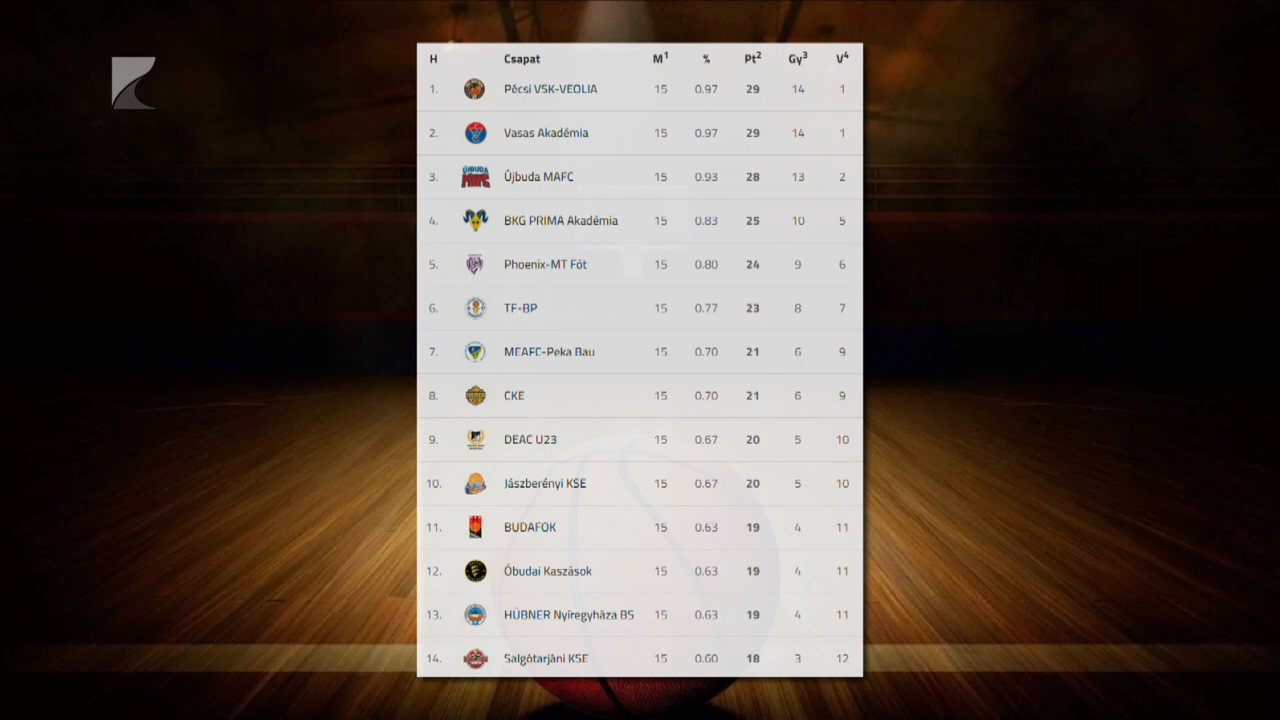 H Csapat M¹ % Pt² Gy³ V⁴
1. Pécsi VSK-VEOLIA 15 0.97 29 14 1
2. Vasas Akadémia 15 0.97 29 14 1
3. ÚJBUDA MAFC Újbuda MAFC 15 0.93 28 13 2
4. BKG PRIMA Akadémia 15 0.83 25 10 5
5. Phoenix-MT Fót 15 0.80 24 9 6
6. TF-BP 15 0.77 23 8 7
7. MEAFC-Peka Bau 15 0.70 21 6 9
8. CKE 15 0.70 21 6 9
9. DEAC U23 15 0.67 20 5 10
10. Jászberényi KSE 15 0.67 20 5 10
11. BUDAFOK 15 0.63 19 4 11
12. Óbudai Kaszások 15 0.63 19 4 11
13. HÜBNER Nyíregyháza BS 15 0.63 19 4 11
14. Salgótarjáni KSE 15 0.60 18 3 12